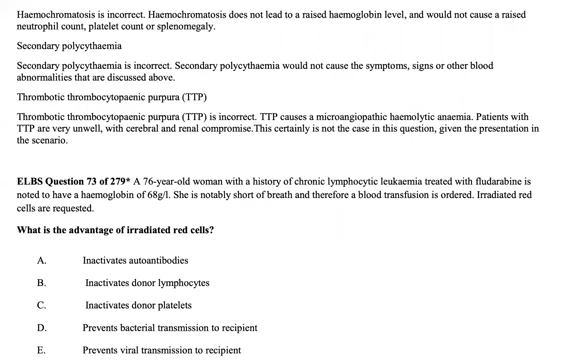 Haemochromatosis is incorrect. Haemochromatosis does not lead to a raised haemoglobin level, and would not cause a raised
neutrophil count, platelet count or splenomegaly.
Secondary polycythaemia
Secondary polycythaemia is incorrect. Secondary polycythaemia would not cause the symptoms, signs or other blood
abnormalities that are discussed above.
Thrombotic thrombocytopaenic purpura (TTP)
Thrombotic thrombocytopaenic purpura (TTP) is incorrect. TTP causes a microangiopathic haemolytic anaemia. Patients with
TTP are very unwell, with cerebral and renal compromise.This certainly is not the case in this question, given the presentation in
the scenario.
ELBS Question 73 of 279* A 76-year-old woman with a history of chronic lymphocytic leukaemia treated with fludarabine is
noted to have a haemoglobin of 68g/l. She is notably short of breath and therefore a blood transfusion is ordered. Irradiated red
cells are requested.
What is the advantage of irradiated red cells?
A. Inactivates autoantibodies
B. Inactivates donor lymphocytes
C. Inactivates donor platelets
D. Prevents bacterial transmission to recipient
E. Prevents viral transmission to recipient